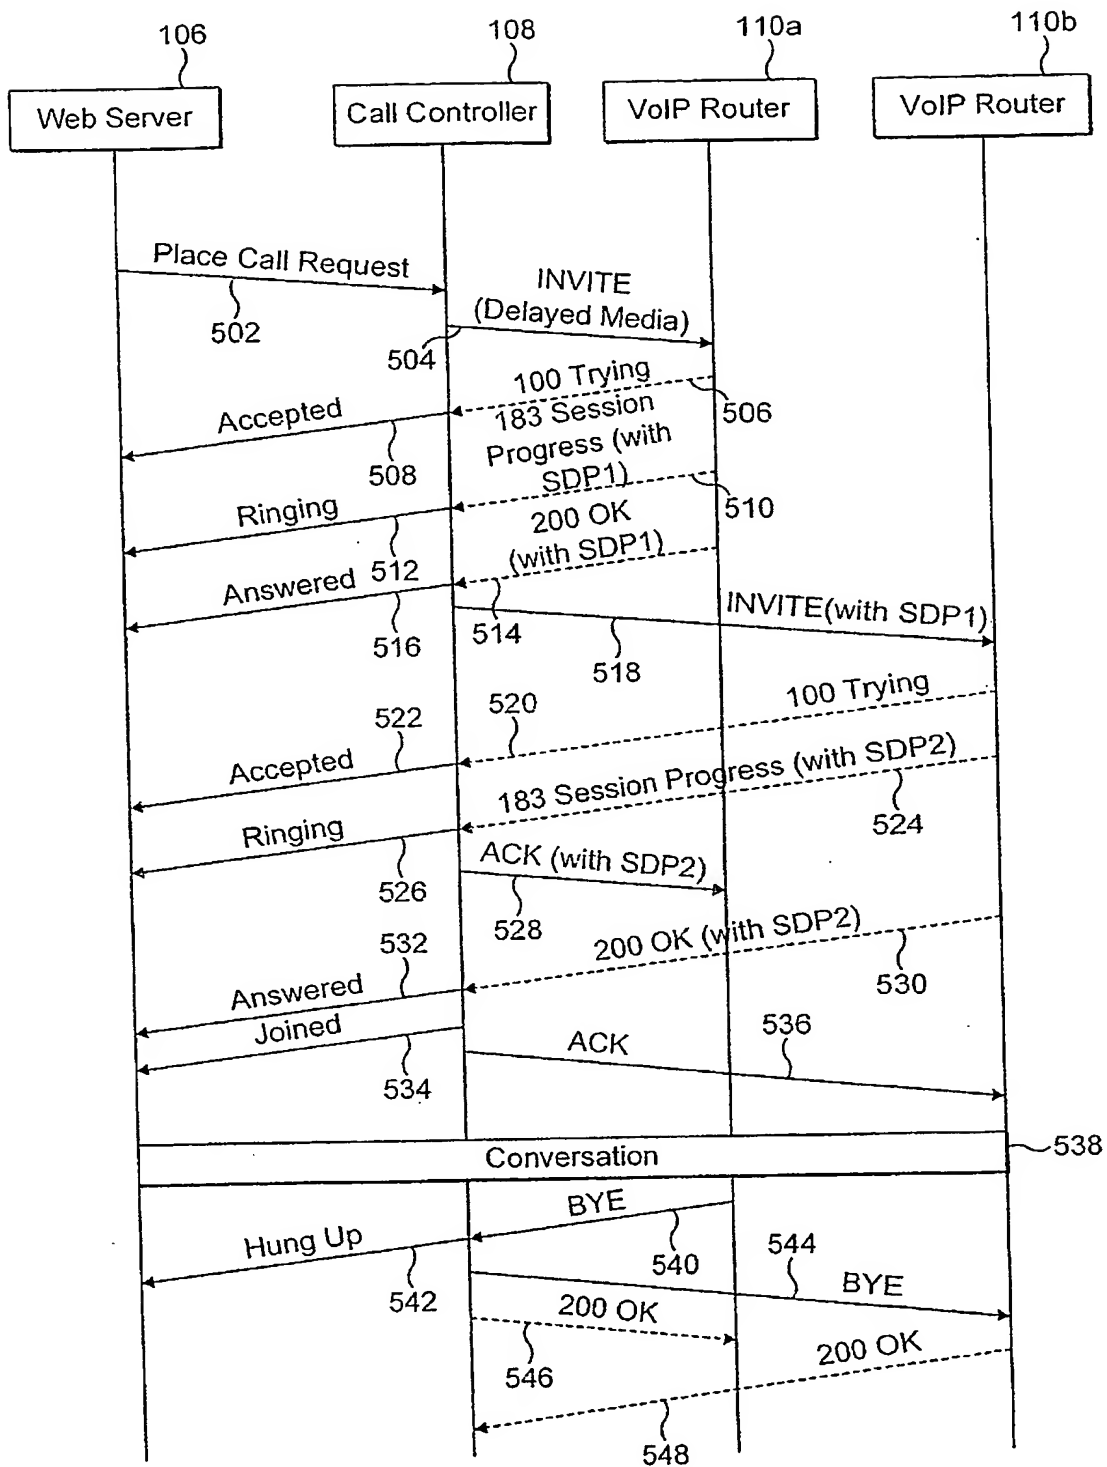 106
108
110a
110b
Web Server
Call Controller
VoIP Router
VoIP Router
Place Call Request
502
INVITE
(Delayed Media)
504
100 Trying
506
Accepted
508
183 Session
Progress (with
SDP1)
510
Ringing
512
200 OK
(with SDP1)
514
Answered
516
INVITE(with SDP1)
518
100 Trying
520
522
Accepted
183 Session Progress (with SDP2)
524
Ringing
526
ACK (with SDP2)
528
200 OK (with SDP2)
530
532
Answered
Joined
534
ACK
536
Conversation
538
BYE
540
Hung Up
542
544
BYE
200 OK
546
200 OK
548